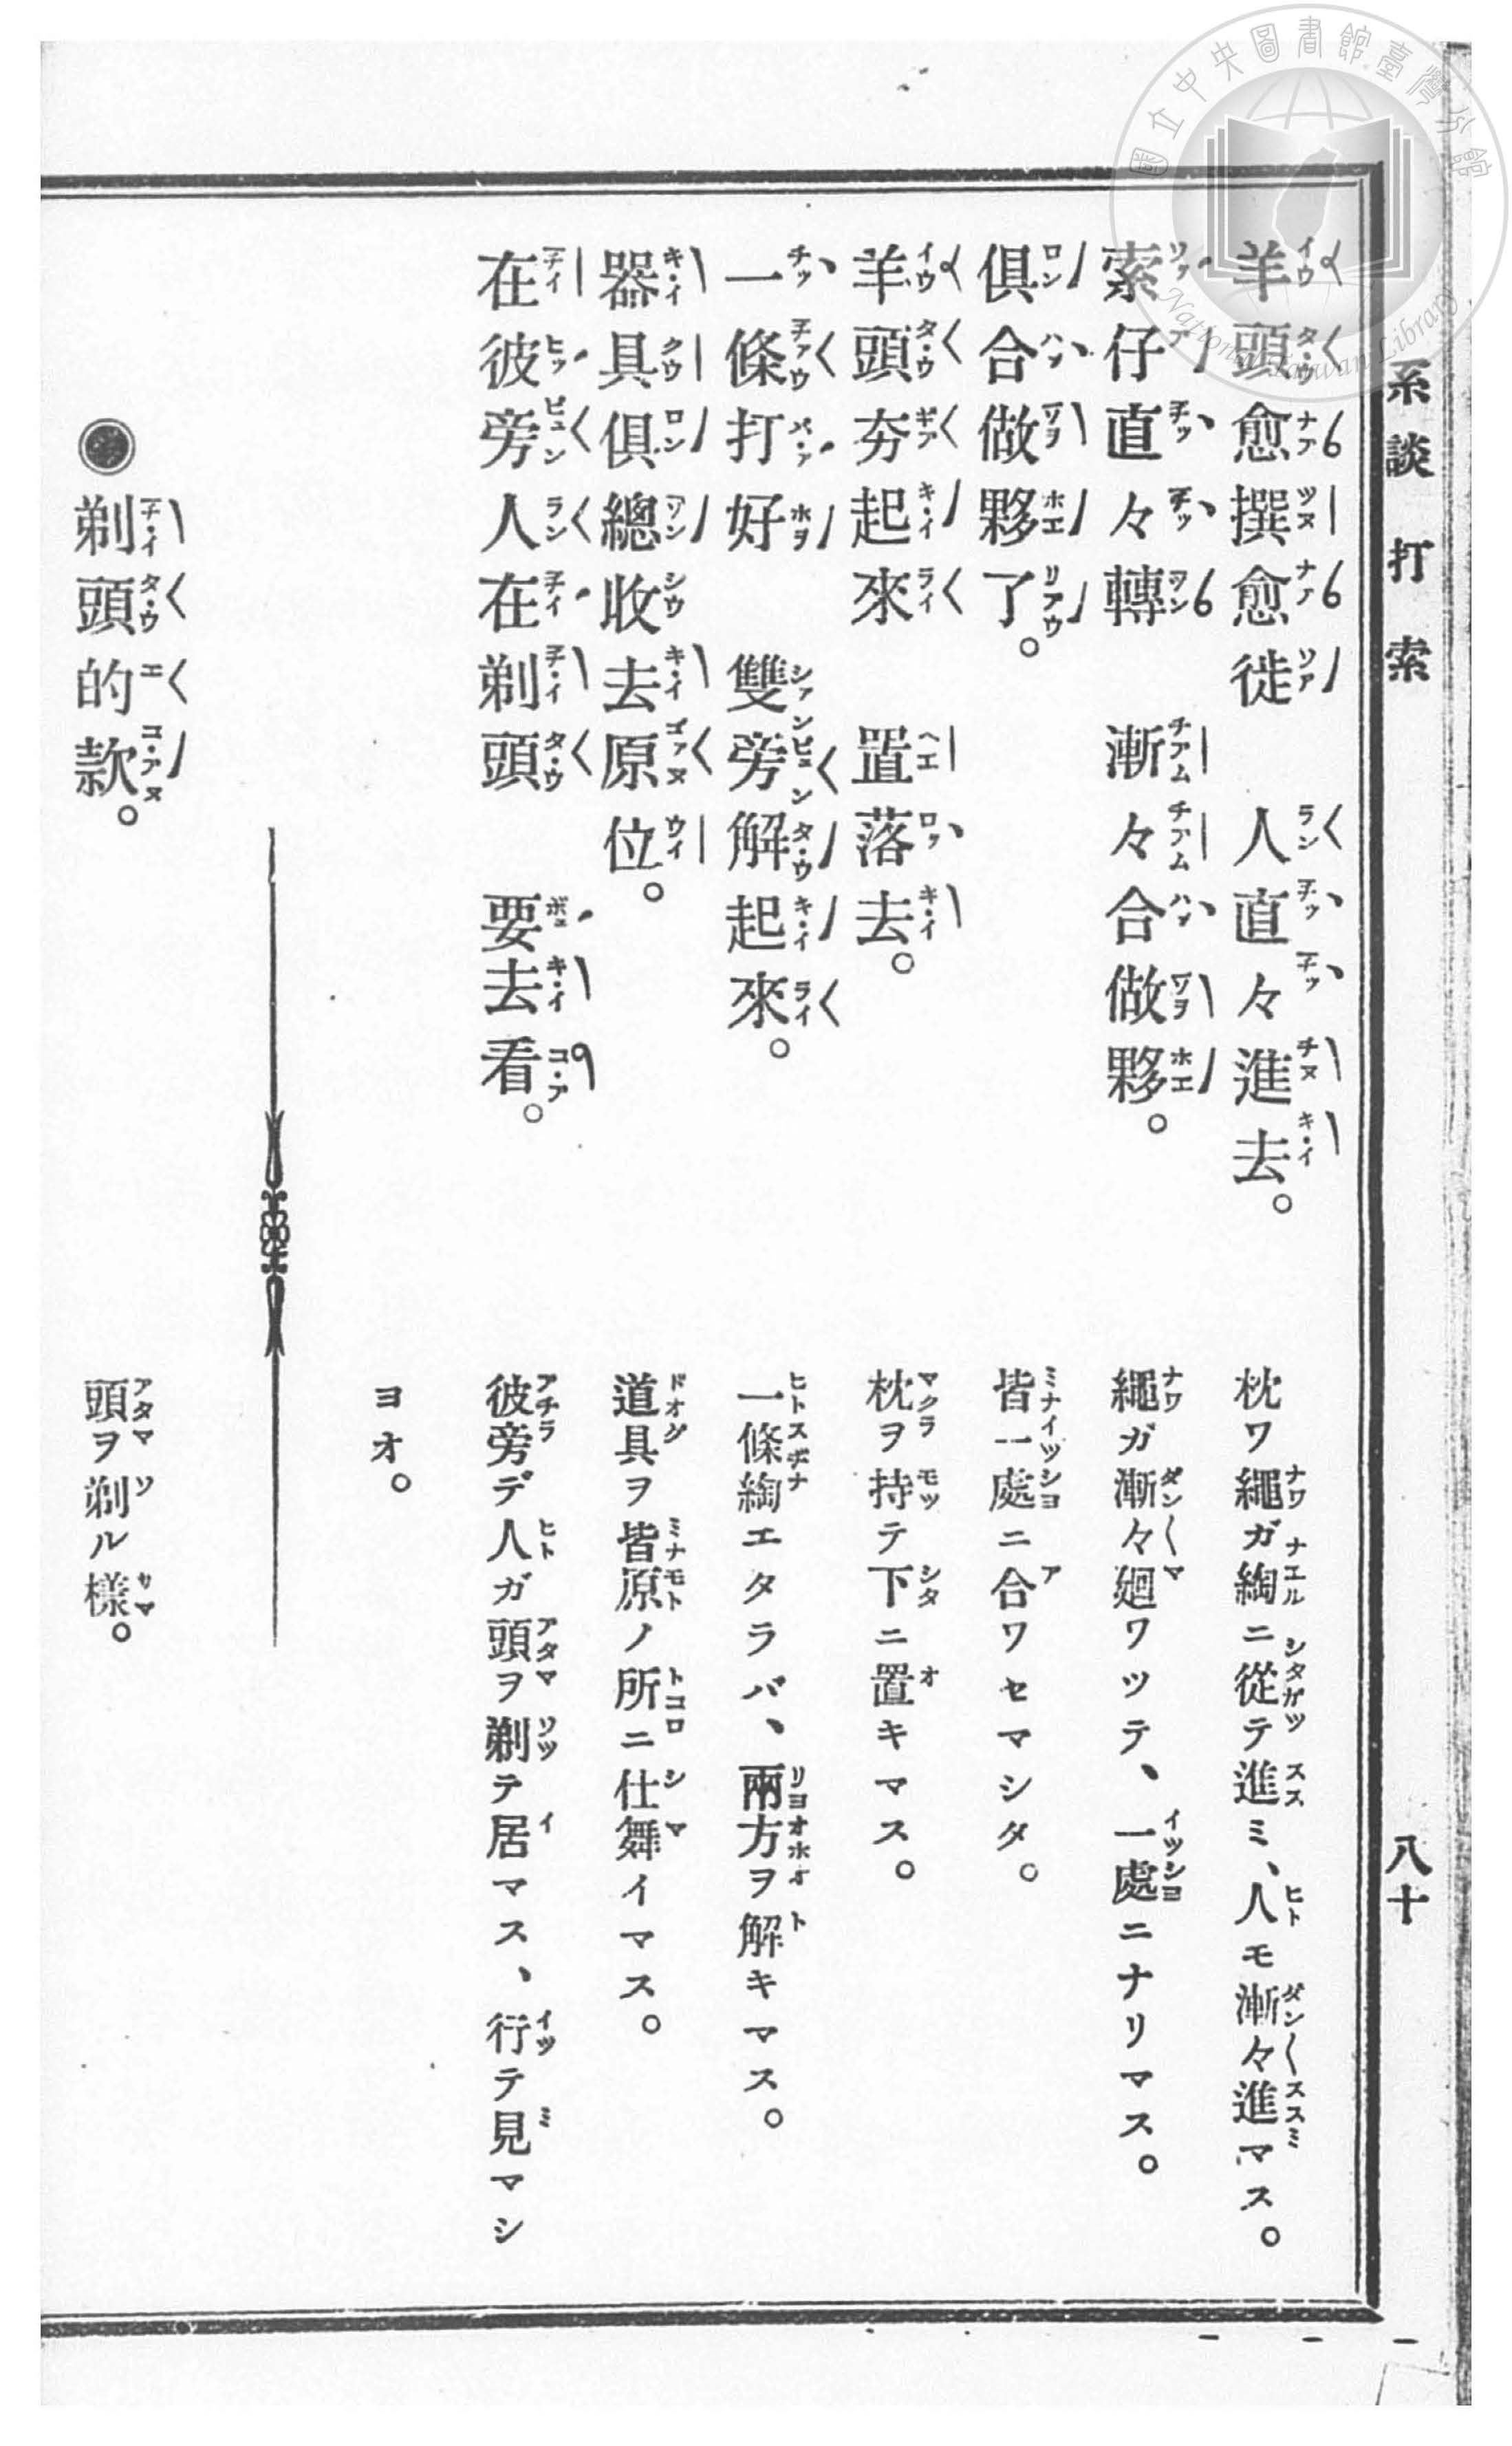 系談 打索 八十
羊頭愈撰愈徙 人直々進去。
枕ワ繩ガ綯ニ從テ進ミ、人モ漸々進マス。
索仔直々轉 漸々合做夥。
繩ガ漸々廻ワツテ、一處ニナリマス。
俱合做夥了。
皆一處ニ合ワセマシタ。
羊頭夯起來 置落去。
枕ヲ持テ下ニ置キマス。
一條打好 雙旁解起來。
一條綯エタラバ、兩方ヲ解キマス。
器具俱總收去原位。
道具ヲ皆原ノ所ニ仕舞イマス。
在彼旁人在剃頭 要去看。
彼旁デ人ガ頭ヲ剃テ居マス、行テ見マシ
ヨオ。
剃頭的款。
頭ヲ剃ル樣。
國立中央圖書館臺灣分館
National Taiwan Library